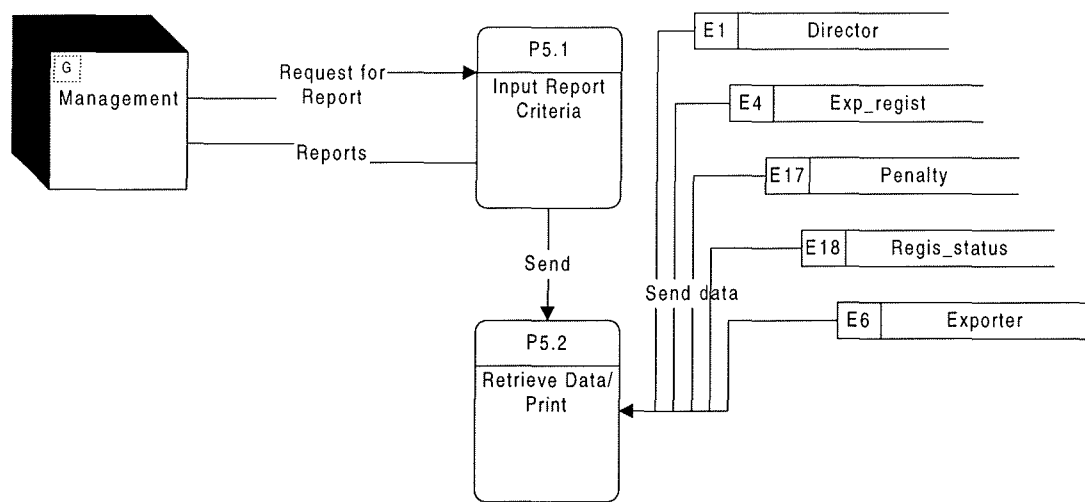 G
Management
Request for
Report
Reports
P5.1
Input Report
Criteria
Send
P5.2
Retrieve Data/
Print
Send data
E1 Director
E4 Exp_regist
E17 Penalty
E18 Regis_status
E6 Exporter